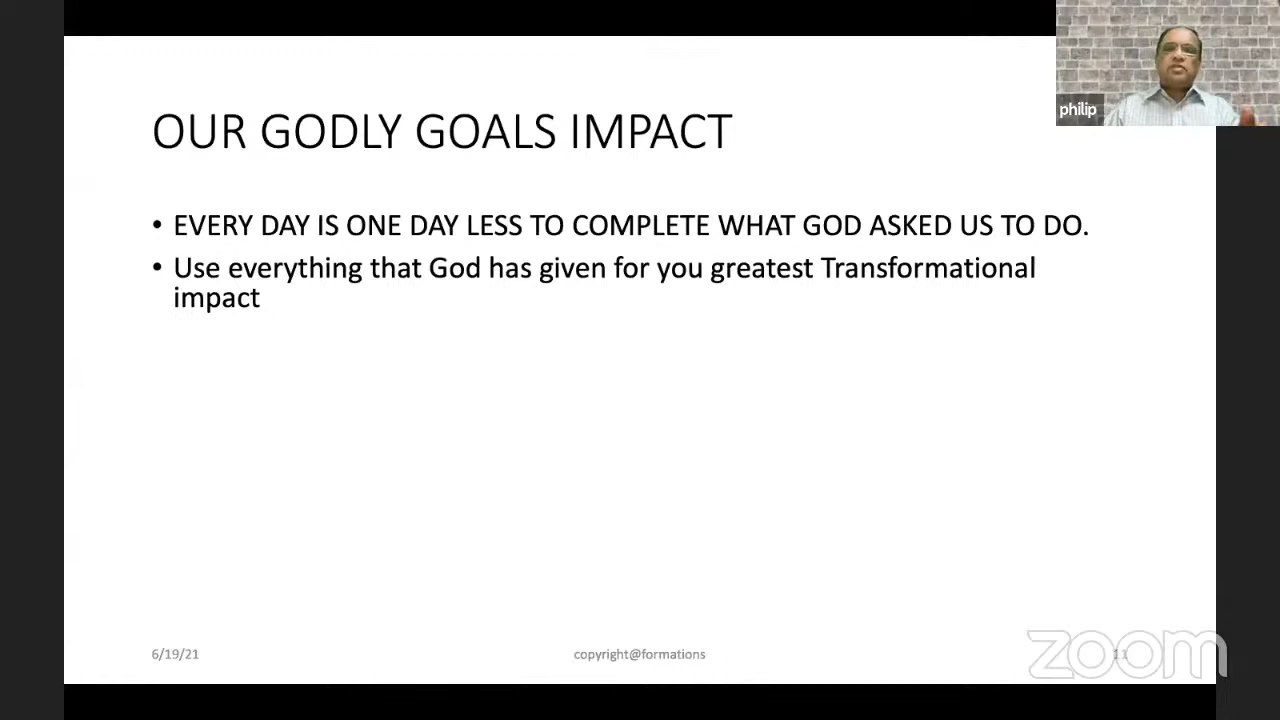 philip
OUR GODLY GOALS IMPACT
• EVERY DAY IS ONE DAY LESS TO COMPLETE WHAT GOD ASKED US TO DO.
• Use everything that God has given for you greatest Transformational
impact
6/19/21
copyright@formations
11
zoom